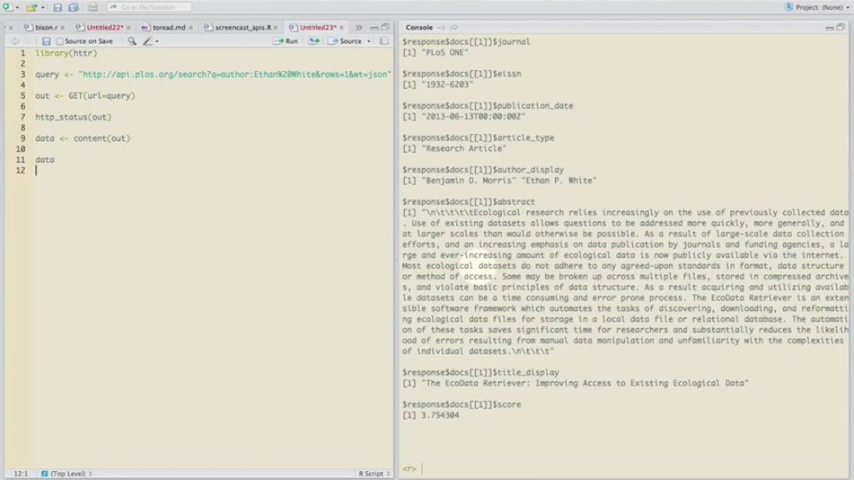 Go to file/function
Project: (None)
bison.r
Untitled22*
toread.md
screencast_apis.R
Untitled23*
Source on Save
Run
Source
1 library(httr)
2
3 query <- "http://api.plos.org/search?q=author:Ethan%20White&rows=1&wt=json"
4
5 out <- GET(url=query)
6
7 http_status(out)
8
9 data <- content(out)
10
11 data
12
12:1 (Top Level)
R Script
Console ~/
$response$docs[[1]]$journal
[1] "PLoS ONE"
$response$docs[[1]]$eissn
[1] "1932-6203"
$response$docs[[1]]$publication_date
[1] "2013-06-13T00:00:00Z"
$response$docs[[1]]$article_type
[1] "Research Article"
$response$docs[[1]]$author_display
[1] "Benjamin D. Morris" "Ethan P. White"
$response$docs[[1]]$abstract
[1] "\n\t\t\t\tEcological research relies increasingly on the use of previously collected data
. Use of existing datasets allows questions to be addressed more quickly, more generally, and
at larger scales than would otherwise be possible. As a result of large-scale data collection
efforts, and an increasing emphasis on data publication by journals and funding agencies, a la
rge and ever-increasing amount of ecological data is now publicly available via the internet.
Most ecological datasets do not adhere to any agreed-upon standards in format, data structure
or method of access. Some may be broken up across multiple files, stored in compressed archive
s, and violate basic principles of data structure. As a result acquiring and utilizing availab
le datasets can be a time consuming and error prone process. The EcoData Retriever is an exten
sible software framework which automates the tasks of discovering, downloading, and reformatti
ng ecological data files for storage in a local data file or relational database. The automati
on of these tasks saves significant time for researchers and substantially reduces the likelih
ood of errors resulting from manual data manipulation and unfamiliarity with the complexities
of individual datasets.\n\t\t\t"
$response$docs[[1]]$title_display
[1] "The EcoData Retriever: Improving Access to Existing Ecological Data"
$response$docs[[1]]$score
[1] 3.754304
<r>